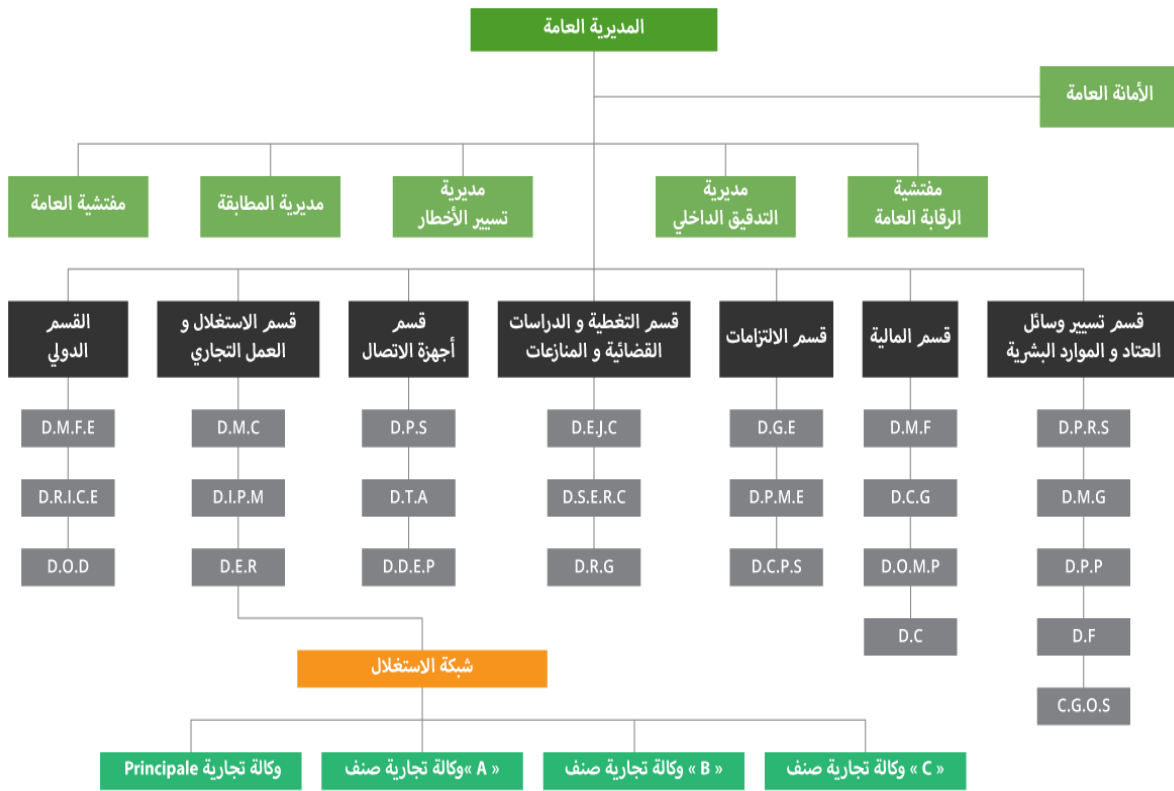 المديرية العامة
الأمانة العامة
مفتشية
الرقابة العامة
مديرية
التدقيق الداخلي
مديرية
تسيير الأخطار
مديرية المطابقة
مفتشية العامة
قسم تسيير وسائل
العتاد و الموارد البشرية
قسم المالية
قسم الالتزامات
قسم التغطية و الدراسات
القضائية و المنازعات
قسم
أجهزة الاتصال
قسم الاستغلال و
العمل التجاري
القسم
الدولي
D.P.R.S
D.M.G
D.P.P
D.F
C.G.O.S
D.M.F
D.C.G
D.O.M.P
D.C
D.G.E
D.P.M.E
D.C.P.S
D.E.J.C
D.S.E.R.C
D.R.G
D.P.S
D.T.A
D.D.E.P
D.M.C
D.I.P.M
D.E.R
D.M.F.E
D.R.I.C.E
D.O.D
شبكة الاستغلال
« C » وكالة تجارية صنف
« B » وكالة تجارية صنف
« A »وكالة تجارية صنف
وكالة تجارية Principale